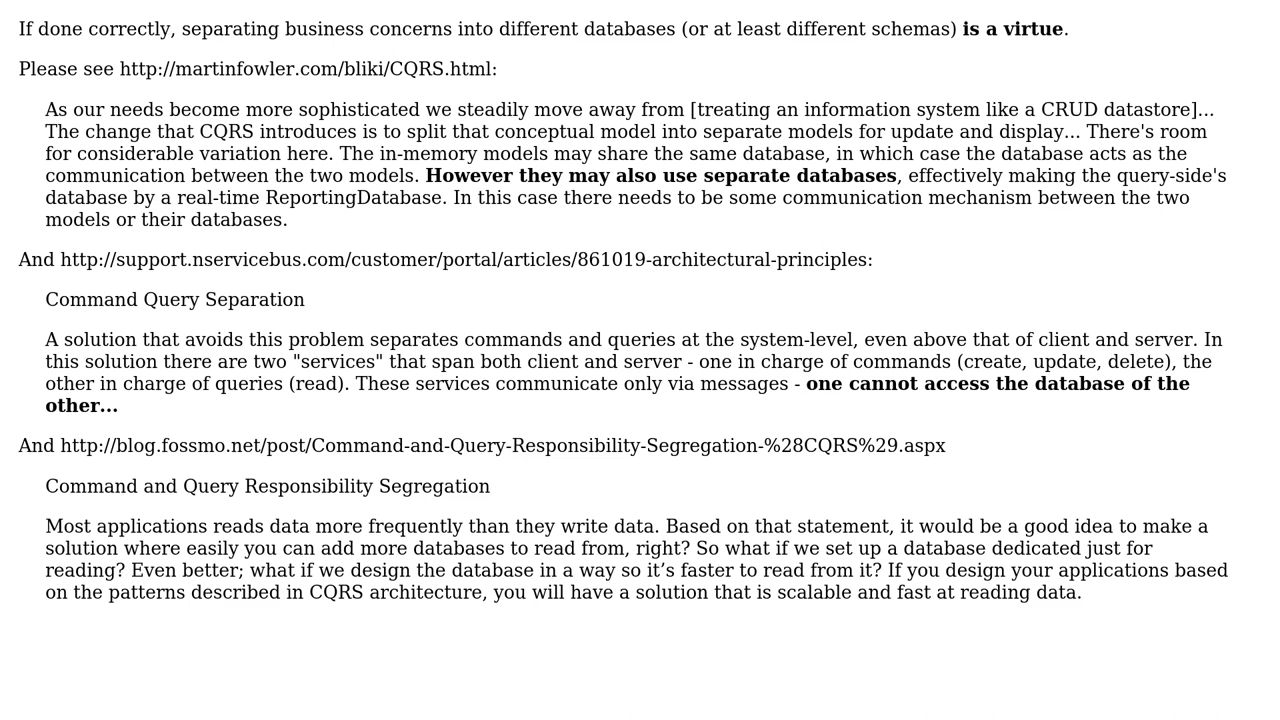 If done correctly, separating business concerns into different databases (or at least different schemas) is a virtue.
Please see http://martinfowler.com/bliki/CQRS.html:
As our needs become more sophisticated we steadily move away from [treating an information system like a CRUD datastore]...
The change that CQRS introduces is to split that conceptual model into separate models for update and display... There's room
for considerable variation here. The in-memory models may share the same database, in which case the database acts as the
communication between the two models. However they may also use separate databases, effectively making the query-side's
database by a real-time ReportingDatabase. In this case there needs to be some communication mechanism between the two
models or their databases.
And http://support.nservicebus.com/customer/portal/articles/861019-architectural-principles:
Command Query Separation
A solution that avoids this problem separates commands and queries at the system-level, even above that of client and server. In
this solution there are two "services" that span both client and server - one in charge of commands (create, update, delete), the
other in charge of queries (read). These services communicate only via messages - one cannot access the database of the
other...
And http://blog.fossmo.net/post/Command-and-Query-Responsibility-Segregation-%28CQRS%29.aspx
Command and Query Responsibility Segregation
Most applications reads data more frequently than they write data. Based on that statement, it would be a good idea to make a
solution where easily you can add more databases to read from, right? So what if we set up a database dedicated just for
reading? Even better; what if we design the database in a way so it’s faster to read from it? If you design your applications based
on the patterns described in CQRS architecture, you will have a solution that is scalable and fast at reading data.